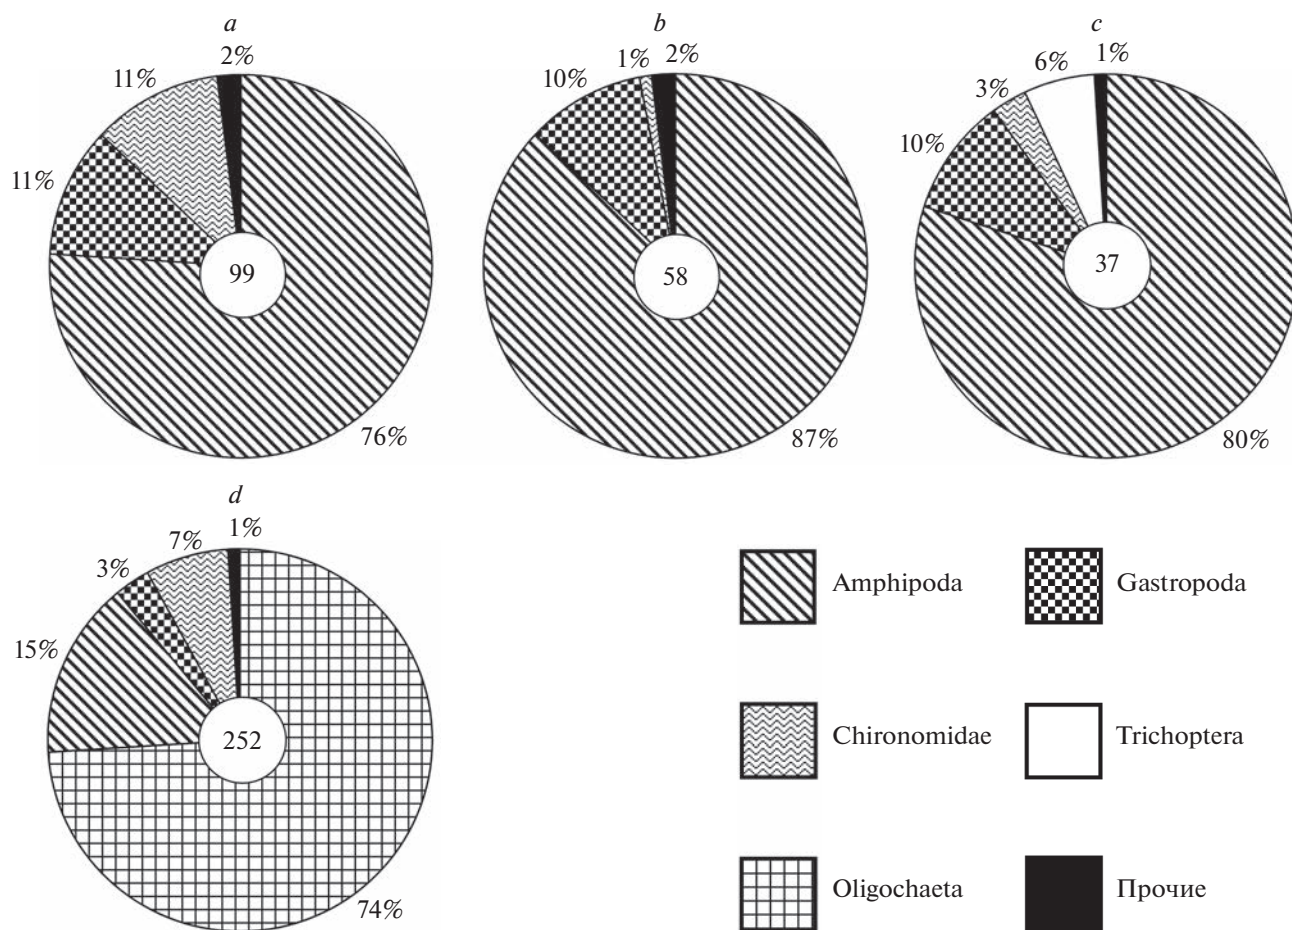 a
2%
11%
11%
99
76%
b
2%
1%
10%
58
87%
c
1%
6%
3%
10%
37
80%
d
1%
7%
3%
15%
252
74%
Amphipoda
Gastropoda
Chironomidae
Trichoptera
Oligochaeta
Прочие